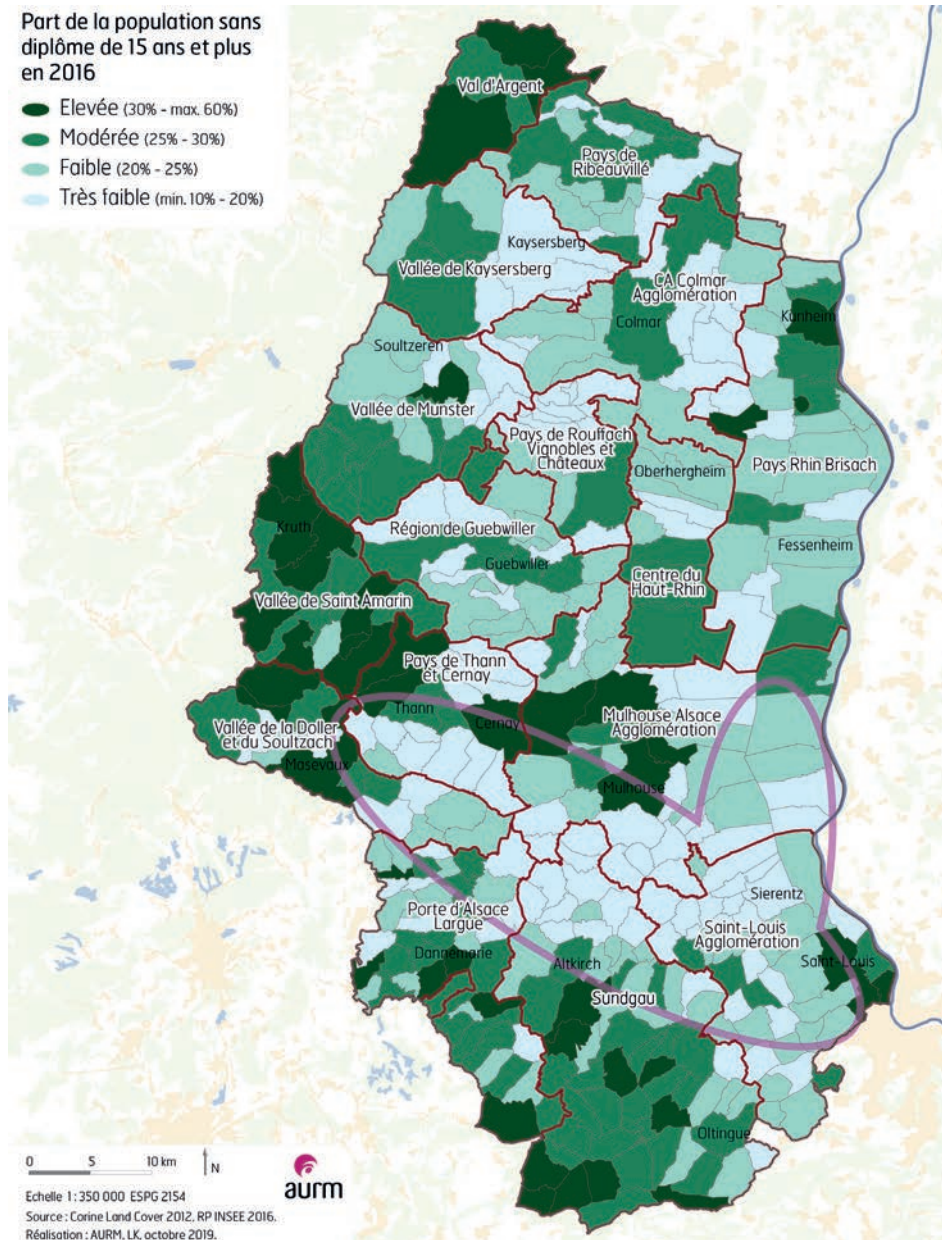 Part de la population sans
diplôme de 15 ans et plus
en 2016
Elevée (30% - max. 60%)
Modérée (25% - 30%)
Faible (20% - 25%)
Très faible (min. 10% - 20%)
Val d'Argent
Pays de
Ribeauvillé
Kaysersberg
Vallée de Kaysersberg
CA Colmar
Agglomération
Colmar
Kunheim
Soultzeren
Vallée de Munster
Pays de Rouffach
Vignobles et
Châteaux
Oberhergheim
Pays Rhin Brisach
Kruth
Région de Guebwiller
Guebwiller
Fessenheim
Centre du
Haut-Rhin
Vallée de Saint Amarin
Pays de Thann
et Cernay
Thann
Cernay
Mulhouse Alsace
Agglomération
Vallée de la Doller
et du Soultzach
Masevaux
Mulhouse
Sierentz
Porte d'Alsace
Largue
Saint-Louis
Agglomération
Dannemarie
Altkirch
Saint-Louis
Sundgau
Oltingue
0 5 10 km N
aurm
Echelle 1 : 350 000 ESPG 2154
Source : Corine Land Cover 2012, RP INSEE 2016.
Réalisation : AURM, LK, octobre 2019.